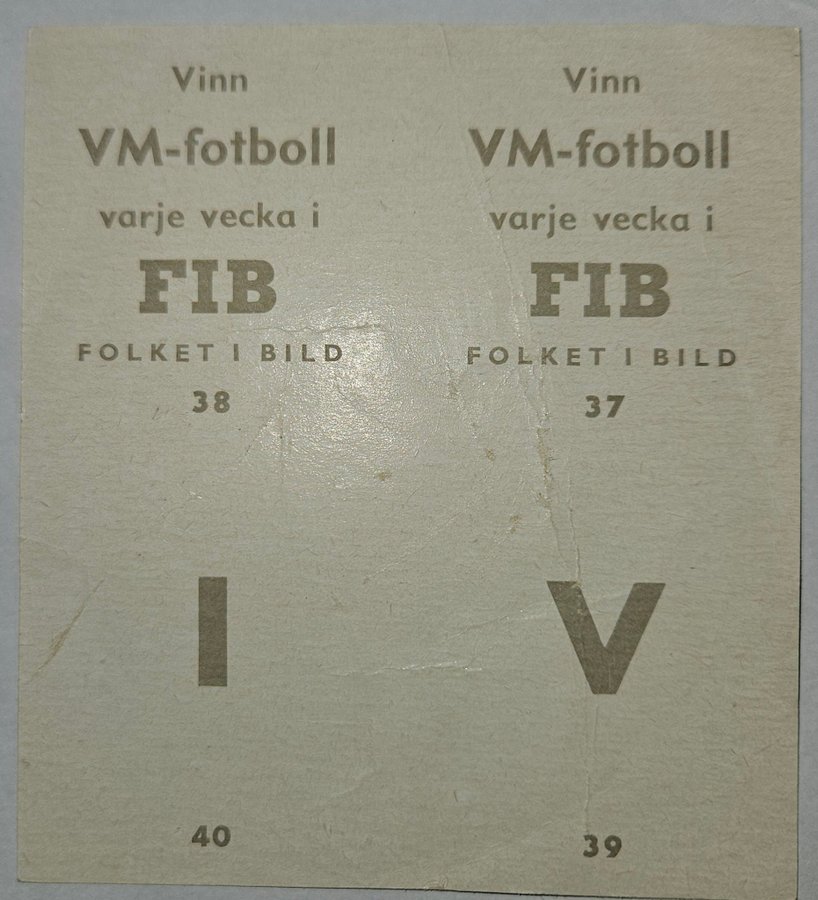 Vinn
VM-fotboll
varje vecka i
FIB
FOLKET I BILD
38
I
40
Vinn
VM-fotboll
varje vecka i
FIB
FOLKET I BILD
37
V
39